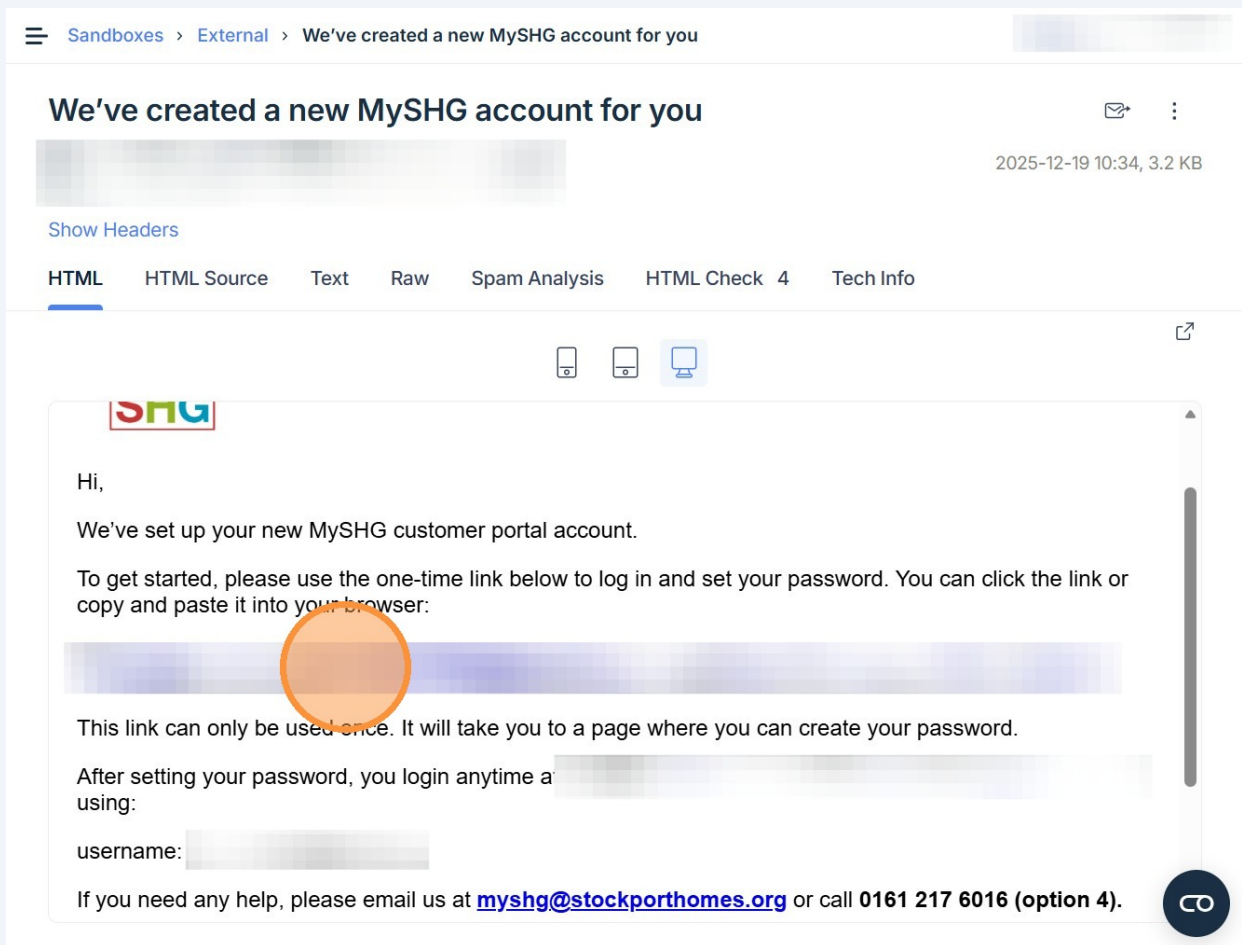 Sandboxes › External › We’ve created a new MySHG account for you
We’ve created a new MySHG account for you
2025-12-19 10:34, 3.2 KB
Show Headers
HTML HTML Source Text Raw Spam Analysis HTML Check 4 Tech Info
SHG
Hi,
We’ve set up your new MySHG customer portal account.
To get started, please use the one-time link below to log in and set your password. You can click the link or
copy and paste it into your browser:
This link can only be used once. It will take you to a page where you can create your password.
After setting your password, you login anytime a
using:
username:
If you need any help, please email us at myshg@stockporthomes.org or call 0161 217 6016 (option 4).